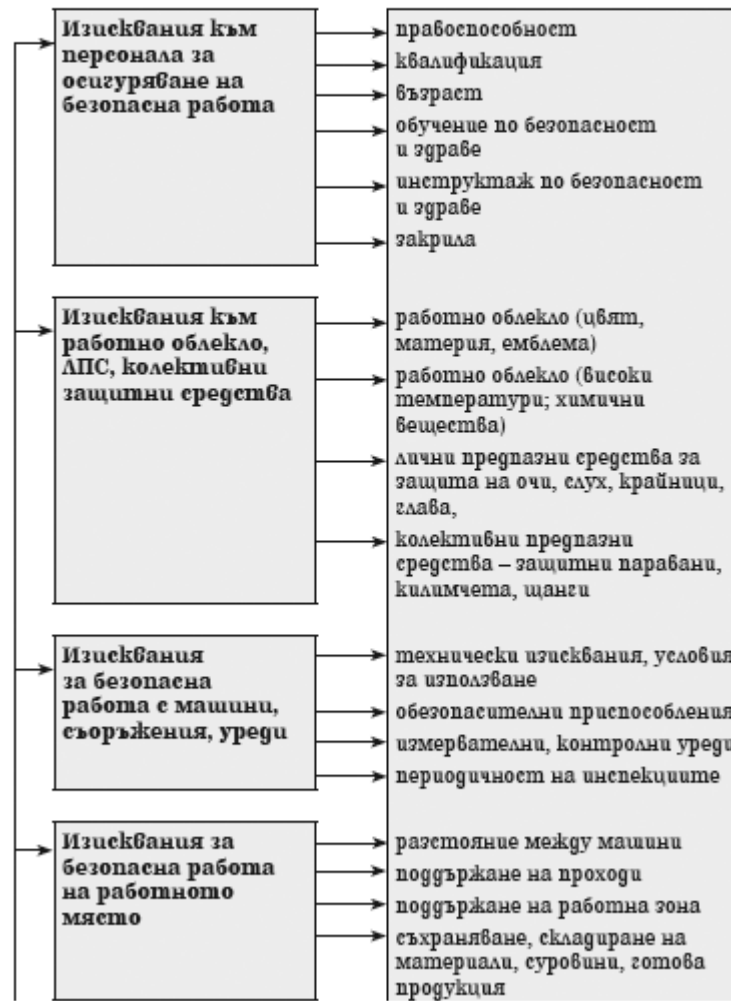 Изисквания към
персонала за
осигуряване на
безопасна работа
правоспособност
квалификация
възраст
обучение по безопасност
и здраве
инструктаж по безопасност
и здраве
закрила
Изисквания към
работно облекло,
ЛПС, колективни
защитни средства
работно облекло (цвят,
материя, емблема)
работно облекло (високи
температури; химични
вещества)
лични предпазни средства за
защита на очи, слух, крайници,
глава,
колективни предпазни
средства – защитни паравани,
килимчета, щанги
Изисквания
за безопасна
работа с машини,
съоръжения, уреди
технически изисквания, условия
за използване
обезопасителни приспособления
измервателни, контролни уреди
периодичност на инспекциите
Изисквания за
безопасна работа
на работното
място
разстояние между машини
поддържане на проходи
поддържане на работна зона
съхраняване, складиране на
материали, суровини, готова
продукция